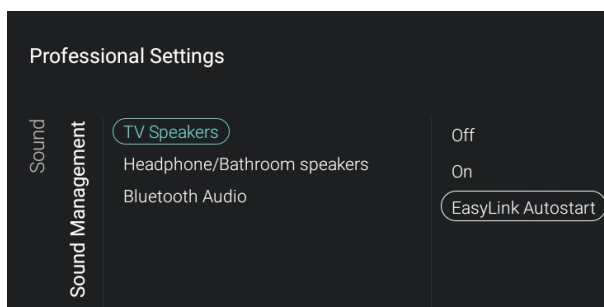 Professional Settings
Sound
Sound Management
TV Speakers
Headphone/Bathroom speakers
Bluetooth Audio
Off
On
EasyLink Autostart